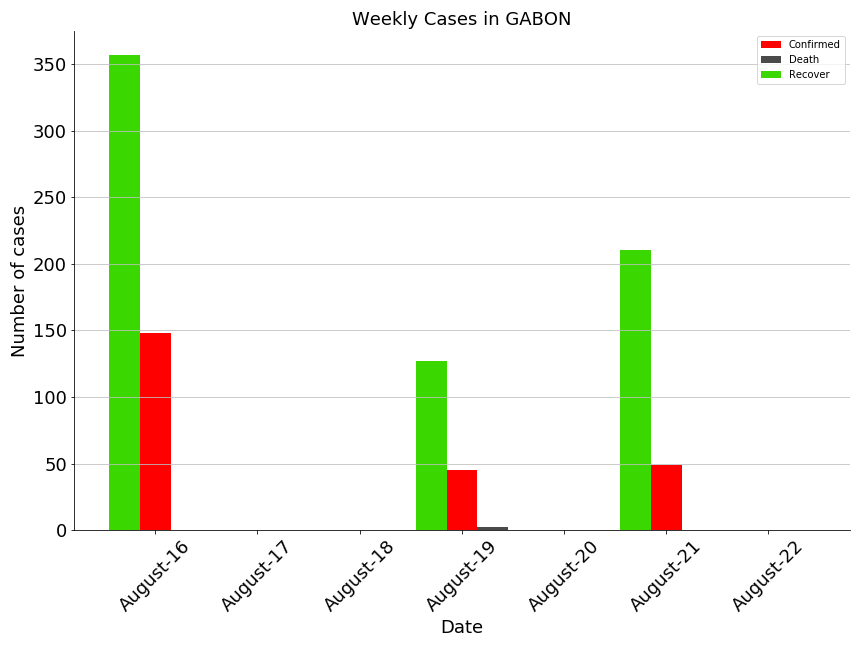 Weekly Cases in GABON
Confirmed
Death
Recover
Number of cases
350
300
250
200
150
100
50
0
August-16
August-17
August-18
August-19
August-20
August-21
August-22
Date